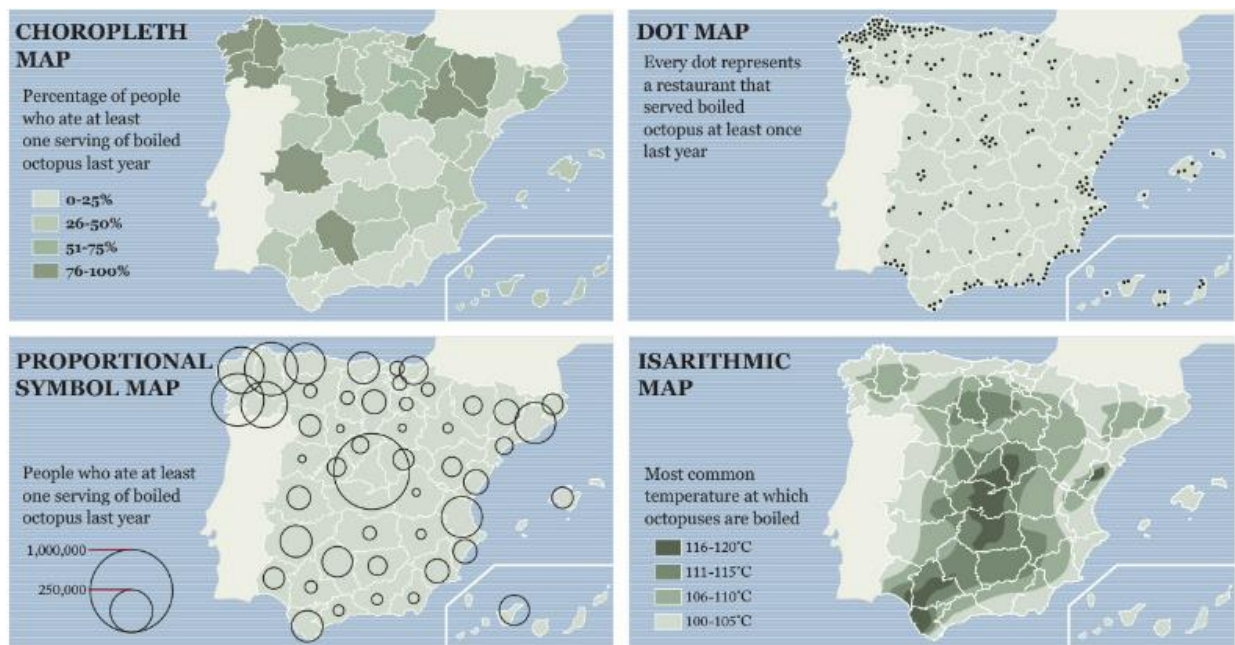 CHOROPLETH
MAP
Percentage of people
who ate at least
one serving of boiled
octopus last year
0-25%
26-50%
51-75%
76-100%
DOT MAP
Every dot represents
a restaurant that
served boiled
octopus at least once
last year
PROPORTIONAL
SYMBOL MAP
People who ate at least
one serving of boiled
octopus last year
1,000,000
250,000
ISARITHMIC
MAP
Most common
temperature at which
octopuses are boiled
116-120°C
111-115°C
106-110°C
100-105°C